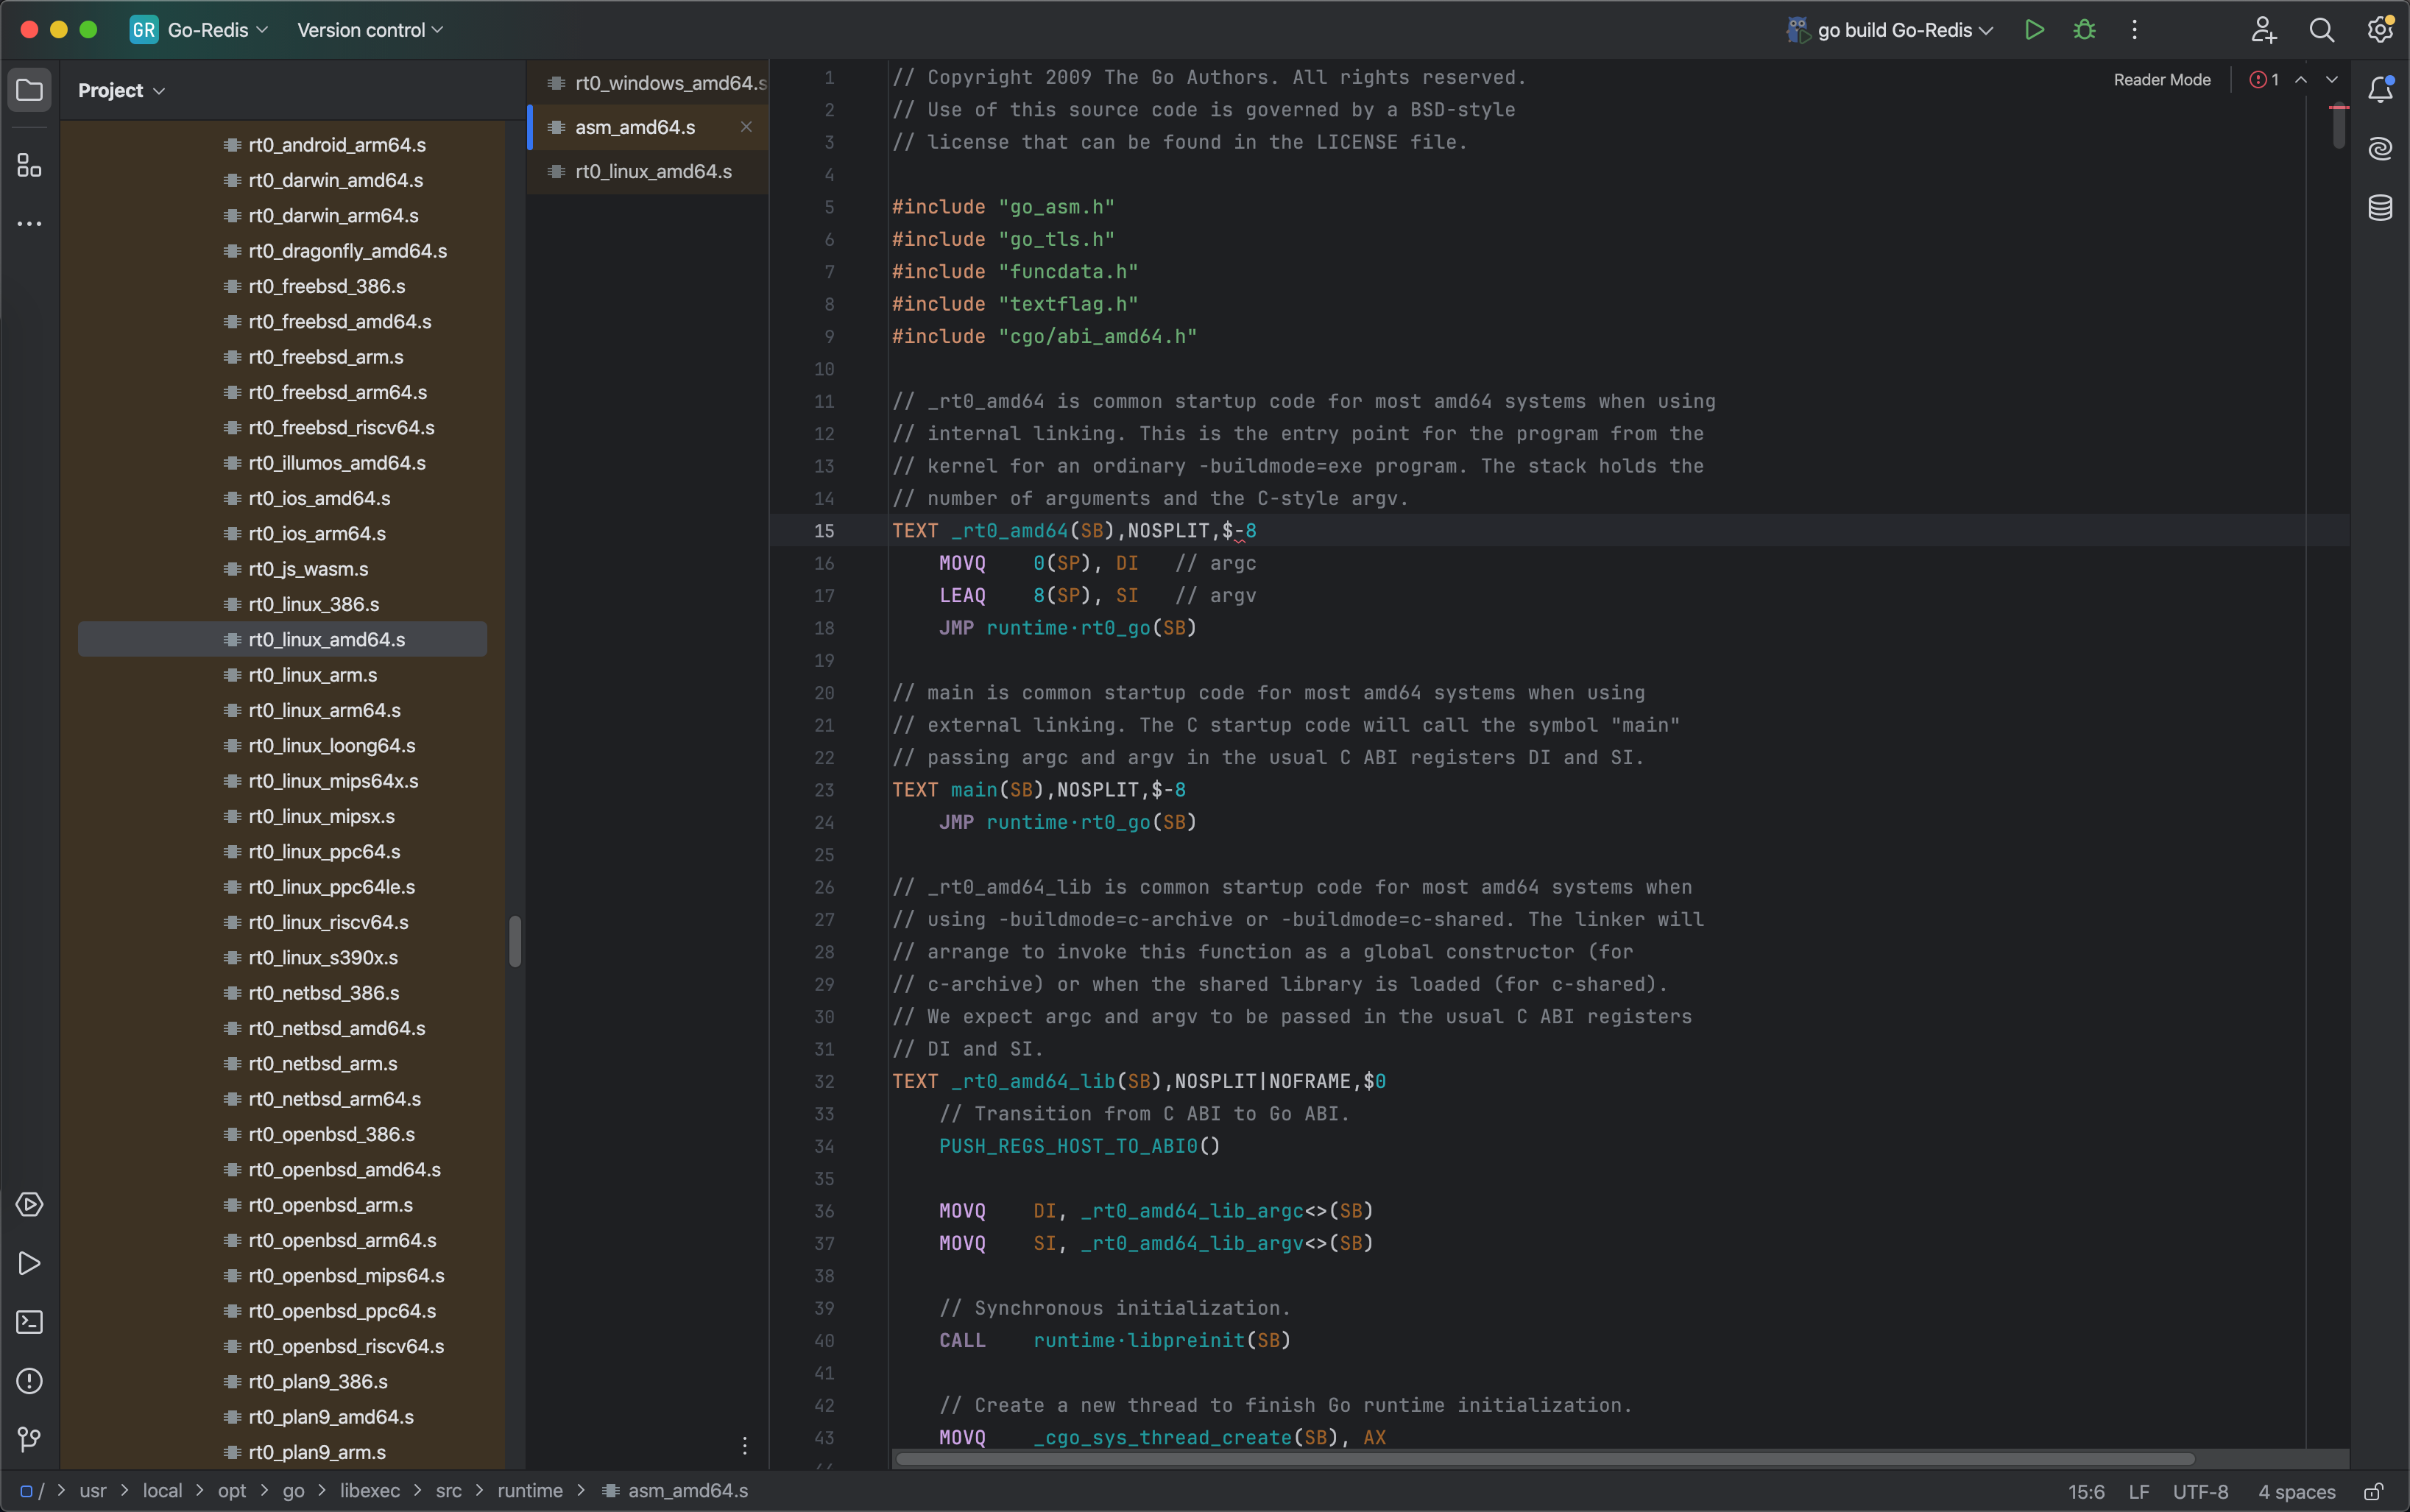 GR Go-Redis Version control go build Go-Redis
Project
rt0_android_arm64.s
rt0_darwin_amd64.s
rt0_darwin_arm64.s
rt0_dragonfly_amd64.s
rt0_freebsd_386.s
rt0_freebsd_amd64.s
rt0_freebsd_arm.s
rt0_freebsd_arm64.s
rt0_freebsd_riscv64.s
rt0_illumos_amd64.s
rt0_ios_amd64.s
rt0_ios_arm64.s
rt0_js_wasm.s
rt0_linux_386.s
rt0_linux_amd64.s
rt0_linux_arm.s
rt0_linux_arm64.s
rt0_linux_loong64.s
rt0_linux_mips64x.s
rt0_linux_mipsx.s
rt0_linux_ppc64.s
rt0_linux_ppc64le.s
rt0_linux_riscv64.s
rt0_linux_s390x.s
rt0_netbsd_386.s
rt0_netbsd_amd64.s
rt0_netbsd_arm.s
rt0_netbsd_arm64.s
rt0_openbsd_386.s
rt0_openbsd_amd64.s
rt0_openbsd_arm.s
rt0_openbsd_arm64.s
rt0_openbsd_mips64.s
rt0_openbsd_ppc64.s
rt0_openbsd_riscv64.s
rt0_plan9_386.s
rt0_plan9_amd64.s
rt0_plan9_arm.s
rt0_windows_amd64.s
asm_amd64.s
rt0_linux_amd64.s
Reader Mode 1
1 // Copyright 2009 The Go Authors. All rights reserved.
2 // Use of this source code is governed by a BSD-style
3 // license that can be found in the LICENSE file.
4
5 #include "go_asm.h"
6 #include "go_tls.h"
7 #include "funcdata.h"
8 #include "textflag.h"
9 #include "cgo/abi_amd64.h"
10
11 // _rt0_amd64 is common startup code for most amd64 systems when using
12 // internal linking. This is the entry point for the program from the
13 // kernel for an ordinary -buildmode=exe program. The stack holds the
14 // number of arguments and the C-style argv.
15 TEXT _rt0_amd64(SB),NOSPLIT,$-8
16 MOVQ 0(SP), DI // argc
17 LEAQ 8(SP), SI // argv
18 JMP runtime·rt0_go(SB)
19
20 // main is common startup code for most amd64 systems when using
21 // external linking. The C startup code will call the symbol "main"
22 // passing argc and argv in the usual C ABI registers DI and SI.
23 TEXT main(SB),NOSPLIT,$-8
24 JMP runtime·rt0_go(SB)
25
26 // _rt0_amd64_lib is common startup code for most amd64 systems when
27 // using -buildmode=c-archive or -buildmode=c-shared. The linker will
28 // arrange to invoke this function as a global constructor (for
29 // c-archive) or when the shared library is loaded (for c-shared).
30 // We expect argc and argv to be passed in the usual C ABI registers
31 // DI and SI.
32 TEXT _rt0_amd64_lib(SB),NOSPLIT|NOFRAME,$0
33 // Transition from C ABI to Go ABI.
34 PUSH_REGS_HOST_TO_ABI0()
35
36 MOVQ DI, _rt0_amd64_lib_argc<>(SB)
37 MOVQ SI, _rt0_amd64_lib_argv<>(SB)
38
39 // Synchronous initialization.
40 CALL runtime·libpreinit(SB)
41
42 // Create a new thread to finish Go runtime initialization.
43 MOVQ _cgo_sys_thread_create(SB), AX
/ > usr > local > opt > go > libexec > src > runtime > asm_amd64.s 15:6 LF UTF-8 4 spaces